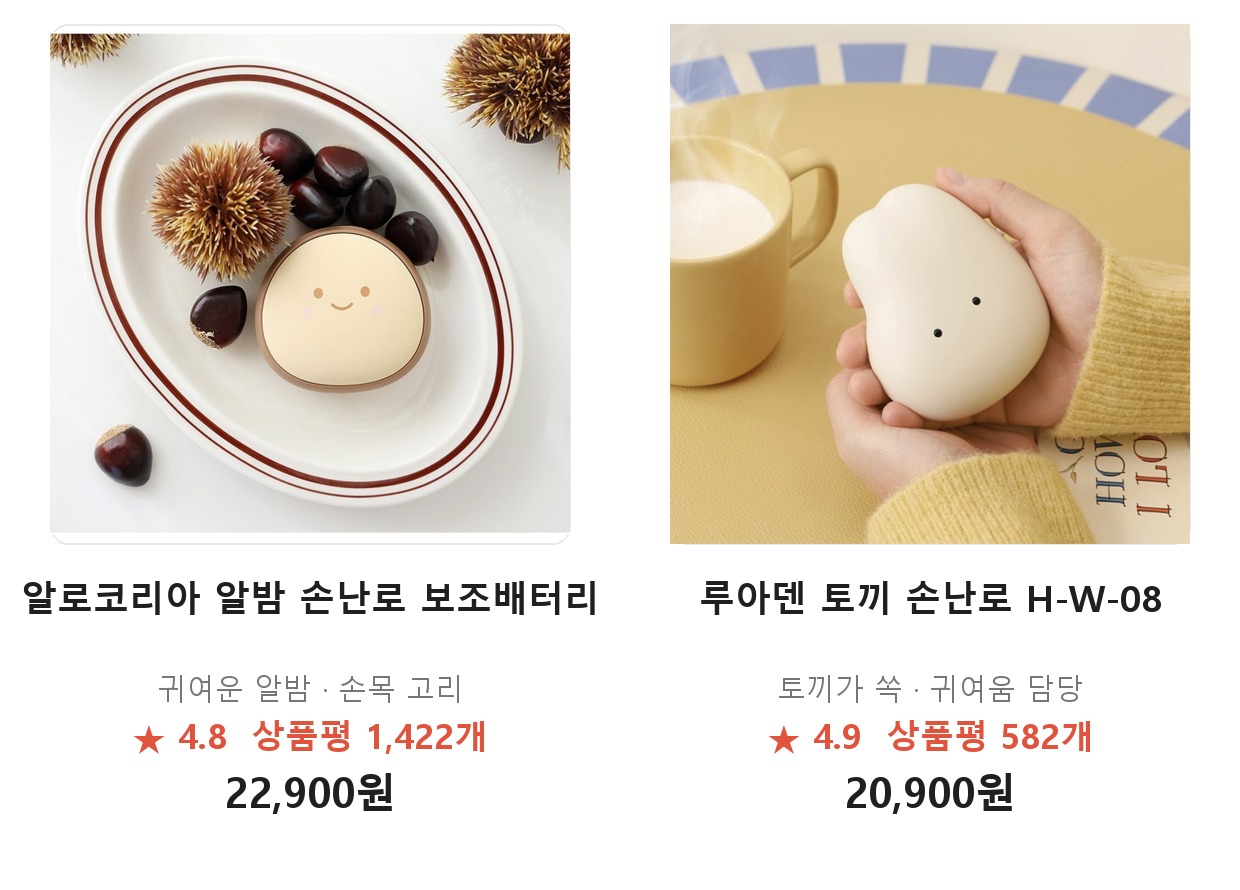 알로코리아 알밤 손난로 보조배터리
귀여운 알밤 · 손목 고리
★ 4.8 상품평 1,422개
22,900원
루아덴 토끼 손난로 H-W-08
토끼가 쏙 · 귀여움 담당
★ 4.9 상품평 582개
20,900원